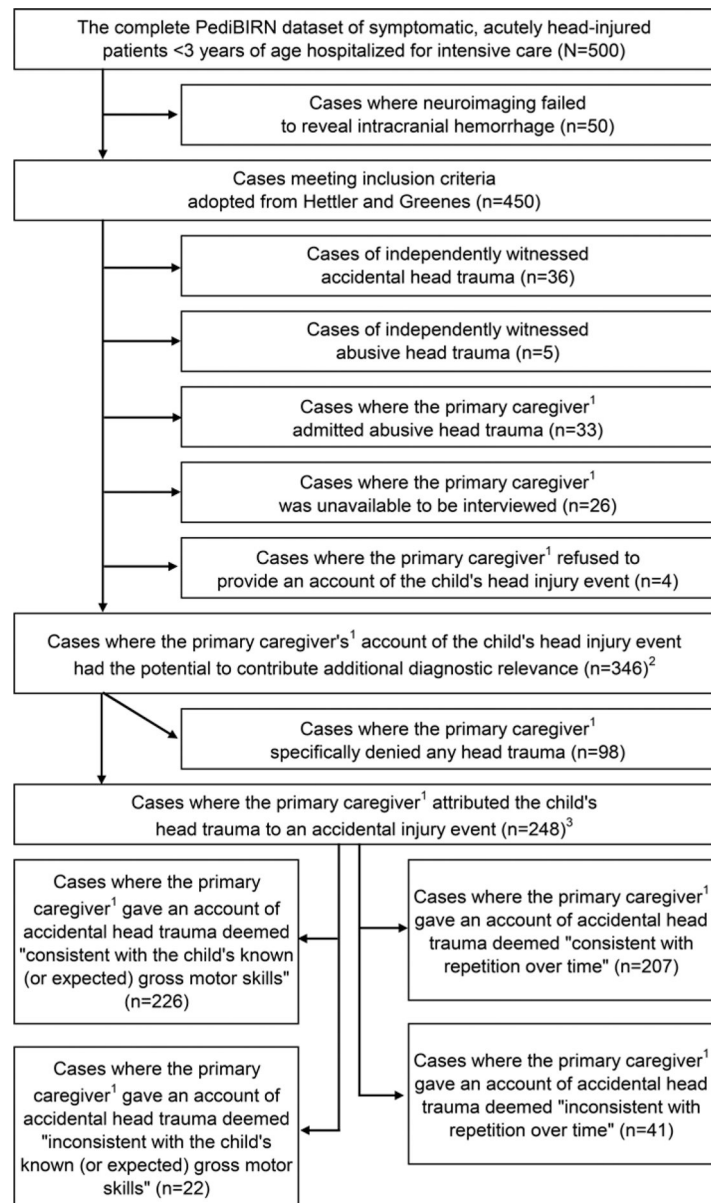 The complete PediBIRN dataset of symptomatic, acutely head-injured
patients <3 years of age hospitalized for intensive care (N=500)
Cases where neuroimaging failed
to reveal intracranial hemorrhage (n=50)
Cases meeting inclusion criteria
adopted from Hettler and Greenes (n=450)
Cases of independently witnessed
accidental head trauma (n=36)
Cases of independently witnessed
abusive head trauma (n=5)
Cases where the primary caregiver¹
admitted abusive head trauma (n=33)
Cases where the primary caregiver¹
was unavailable to be interviewed (n=26)
Cases where the primary caregiver¹ refused to
provide an account of the child's head injury event (n=4)
Cases where the primary caregiver's¹ account of the child's head injury event
had the potential to contribute additional diagnostic relevance (n=346)²
Cases where the primary caregiver¹
specifically denied any head trauma (n=98)
Cases where the primary caregiver¹ attributed the child's
head trauma to an accidental injury event (n=248)³
Cases where the primary
caregiver¹ gave an account of
accidental head trauma deemed
"consistent with the child's known
(or expected) gross motor skills"
(n=226)
Cases where the primary caregiver¹
gave an account of accidental head
trauma deemed "consistent with
repetition over time" (n=207)
Cases where the primary
caregiver¹ gave an account of
accidental head trauma deemed
"inconsistent with the child's
known (or expected) gross motor
skills" (n=22)
Cases where the primary caregiver¹
gave an account of accidental head
trauma deemed "inconsistent with
repetition over time" (n=41)